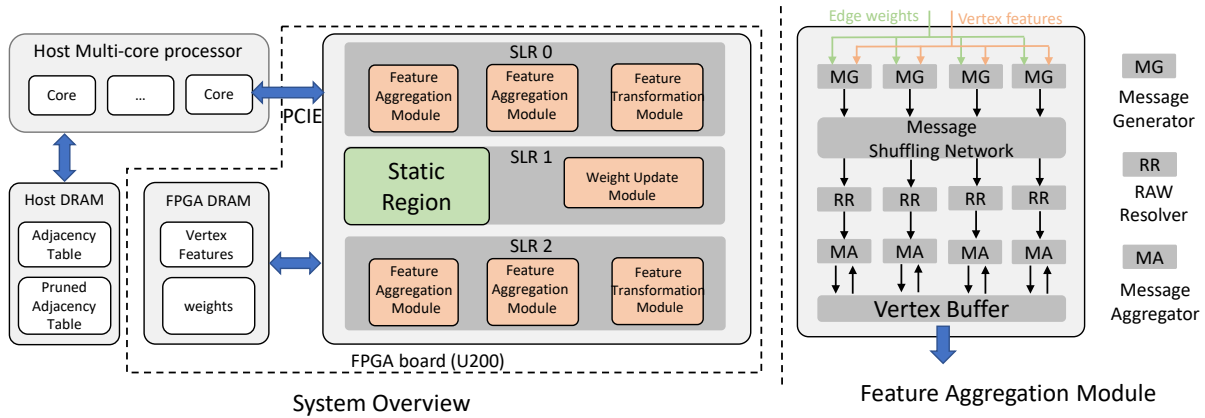 Host Multi-core processor
Core
...
Core
PCIE
Host DRAM
Adjacency
Table
Pruned
Adjacency
Table
FPGA DRAM
Vertex
Features
weights
SLR 0
Feature
Aggregation
Module
Feature
Aggregation
Module
Feature
Transformation
Module
SLR 1
Static
Region
Weight Update
Module
SLR 2
Feature
Aggregation
Module
Feature
Aggregation
Module
Feature
Transformation
Module
FPGA board (U200)
System Overview
Edge weights
Vertex features
MG
MG
MG
MG
Message
Shuffling Network
RR
RR
RR
RR
MA
MA
MA
MA
Vertex Buffer
MG
Message
Generator
RR
RAW
Resolver
MA
Message
Aggregator
Feature Aggregation Module